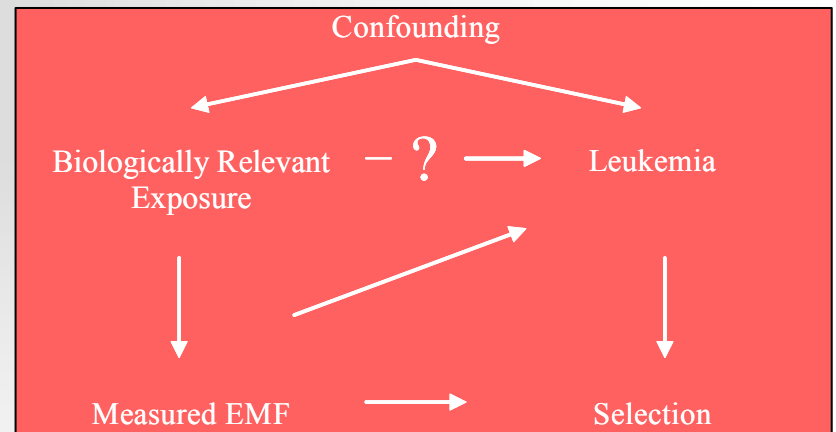 Confounding
Biologically Relevant
Exposure
– ?
Leukemia
Measured EMF
Selection